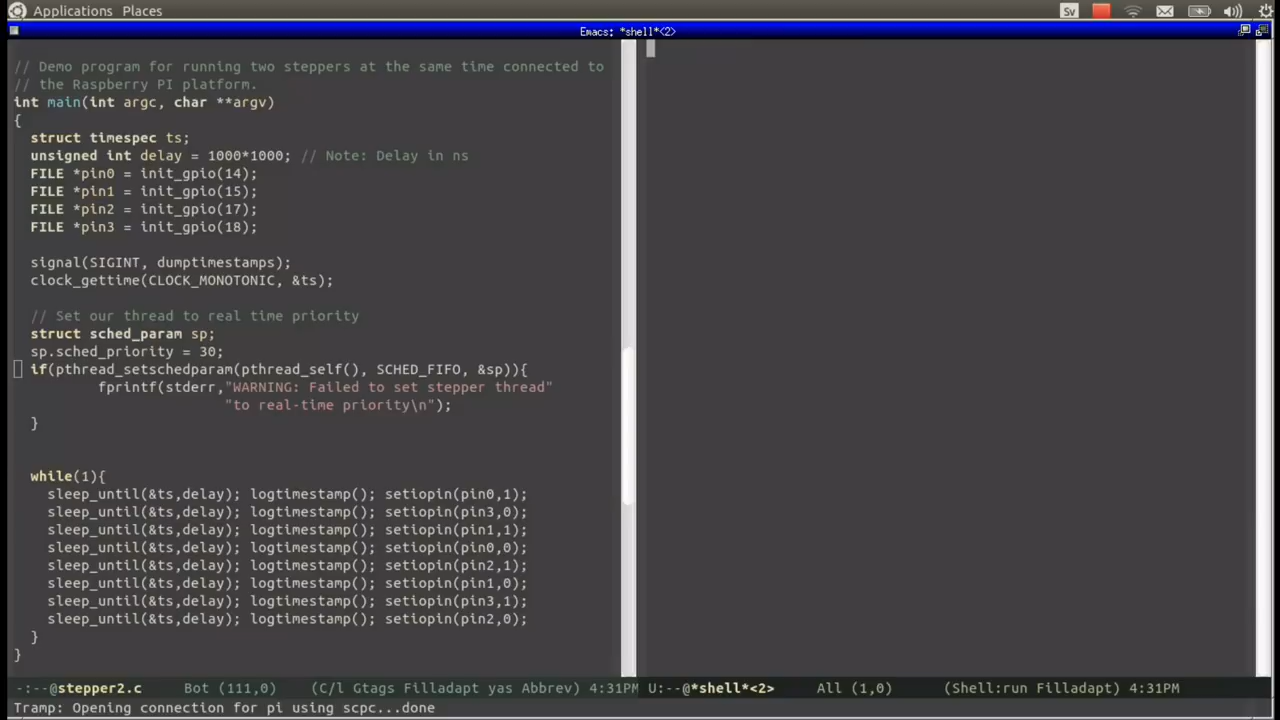 Applications Places Sv
Emacs: *shell*<2>
// Demo program for running two steppers at the same time connected to
// the Raspberry PI platform.
int main(int argc, char **argv)
{
struct timespec ts;
unsigned int delay = 1000*1000; // Note: Delay in ns
FILE *pin0 = init_gpio(14);
FILE *pin1 = init_gpio(15);
FILE *pin2 = init_gpio(17);
FILE *pin3 = init_gpio(18);
signal(SIGINT, dumptimestamps);
clock_gettime(CLOCK_MONOTONIC, &ts);
// Set our thread to real time priority
struct sched_param sp;
sp.sched_priority = 30;
if(pthread_setschedparam(pthread_self(), SCHED_FIFO, &sp)){
fprintf(stderr,"WARNING: Failed to set stepper thread"
"to real-time priority\n");
}
while(1){
sleep_until(&ts,delay); logtimestamp(); setiopin(pin0,1);
sleep_until(&ts,delay); logtimestamp(); setiopin(pin3,0);
sleep_until(&ts,delay); logtimestamp(); setiopin(pin1,1);
sleep_until(&ts,delay); logtimestamp(); setiopin(pin0,0);
sleep_until(&ts,delay); logtimestamp(); setiopin(pin2,1);
sleep_until(&ts,delay); logtimestamp(); setiopin(pin1,0);
sleep_until(&ts,delay); logtimestamp(); setiopin(pin3,1);
sleep_until(&ts,delay); logtimestamp(); setiopin(pin2,0);
}
}
-:--@stepper2.c Bot (111,0) (C/l Gtags Filladapt yas Abbrev) 4:31PM U:--@*shell*<2> All (1,0) (Shell:run Filladapt) 4:31PM
Tramp: Opening connection for pi using scpc...done